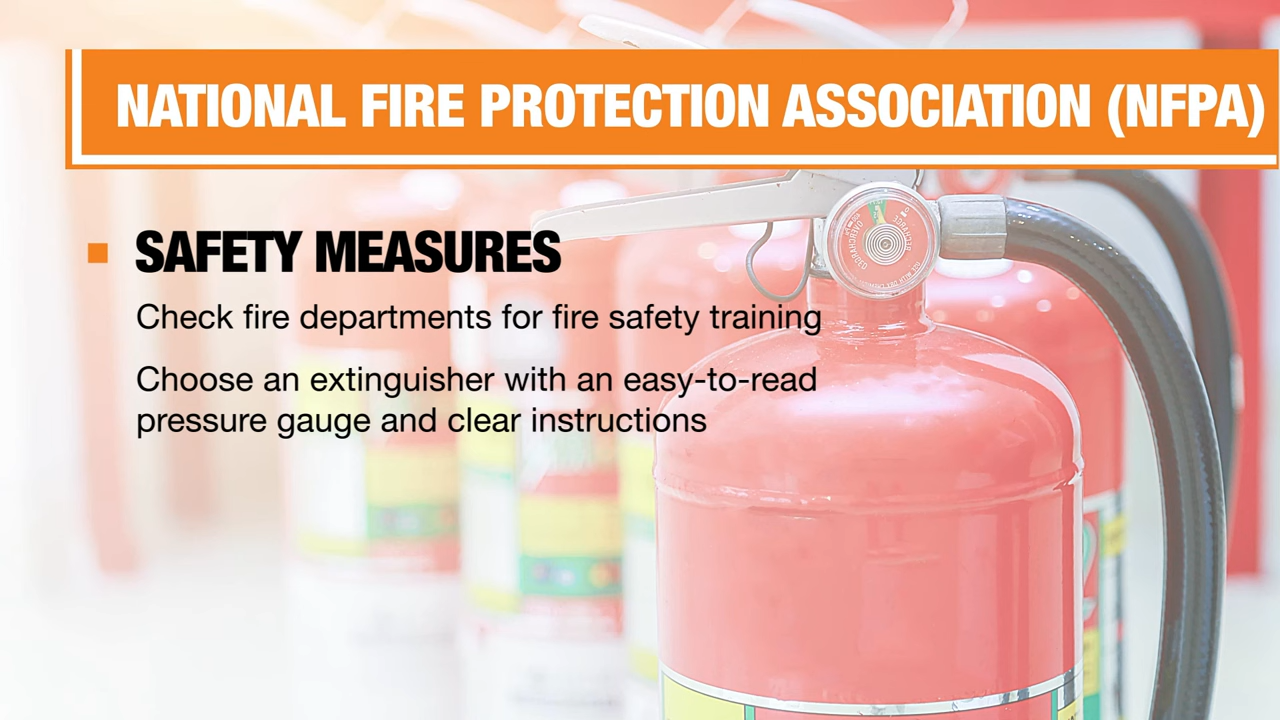 NATIONAL FIRE PROTECTION ASSOCIATION (NFPA)
SAFETY MEASURES
Check fire departments for fire safety training
Choose an extinguisher with an easy-to-read
pressure gauge and clear instructions